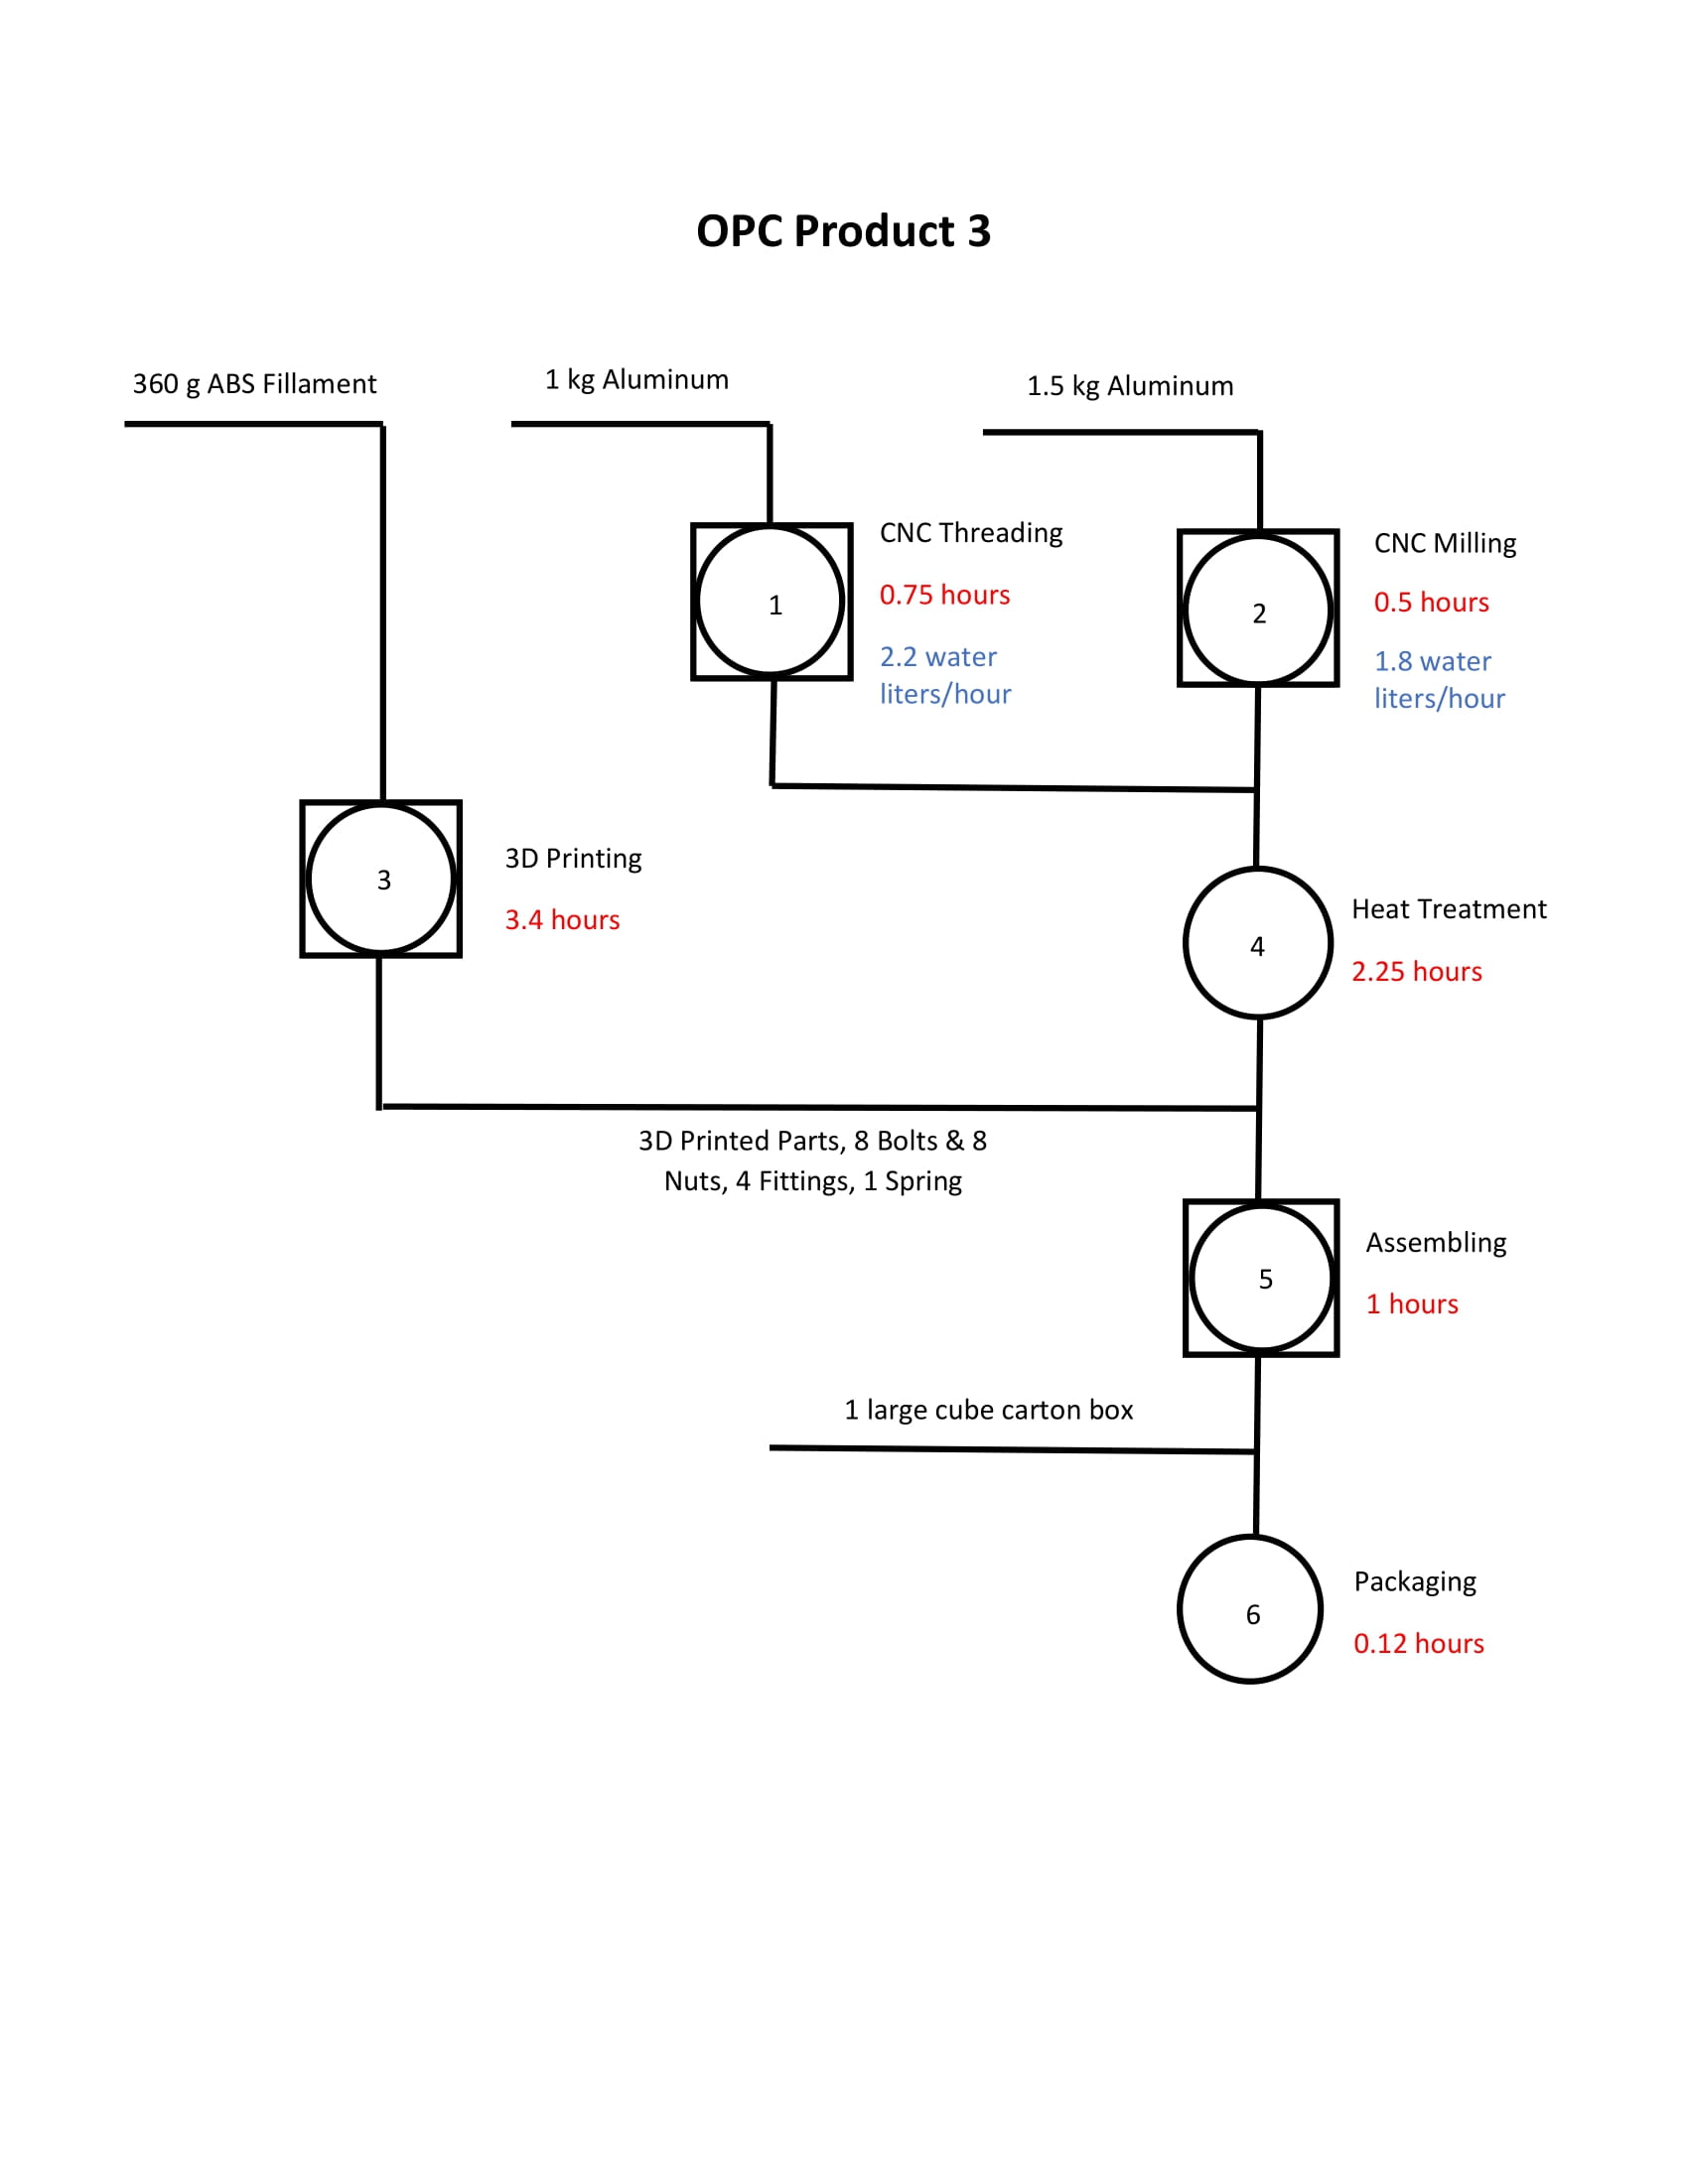 OPC Product 3
360 g ABS Fillament
1 kg Aluminum
1.5 kg Aluminum
1
CNC Threading
0.75 hours
2.2 water
liters/hour
2
CNC Milling
0.5 hours
1.8 water
liters/hour
3
3D Printing
3.4 hours
4
Heat Treatment
2.25 hours
3D Printed Parts, 8 Bolts & 8
Nuts, 4 Fittings, 1 Spring
5
Assembling
1 hours
1 large cube carton box
6
Packaging
0.12 hours